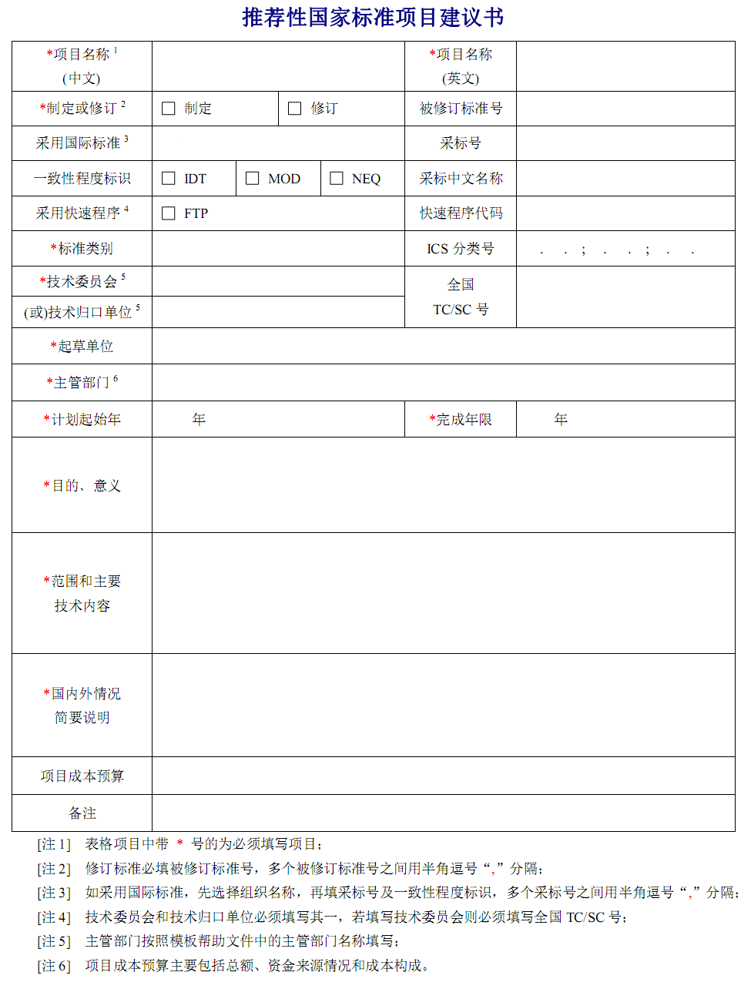 推荐性国家标准项目建议书
*项目名称1
(中文)
*项目名称
(英文)
*制定或修订2
□ 制定
□ 修订
被修订标准号
采用国际标准3
采标号
一致性程度标识
□ IDT
□ MOD
□ NEQ
采标中文名称
采用快速程序4
□ FTP
快速程序代码
*标准类别
ICS 分类号
. . ; . . ; . .
*技术委员会5
(或)技术归口单位5
全国
TC/SC 号
*起草单位
*主管部门6
*计划起始年
年
*完成年限
年
*目的、意义
*范围和主要
技术内容
*国内外情况
简要说明
项目成本预算
备注
[注 1] 表格项目中带 * 号的为必须填写项目；
[注 2] 修订标准必填被修订标准号，多个被修订标准号之间用半角逗号“,”分隔；
[注 3] 如采用国际标准，先选择组织名称，再填采标号及一致性程度标识，多个采标号之间用半角逗号“,”分隔；
[注 4] 技术委员会和技术归口单位必须填写其一，若填写技术委员会则必须填写全国 TC/SC 号；
[注 5] 主管部门按照模板帮助文件中的主管部门名称填写；
[注 6] 项目成本预算主要包括总额、资金来源情况和成本构成。